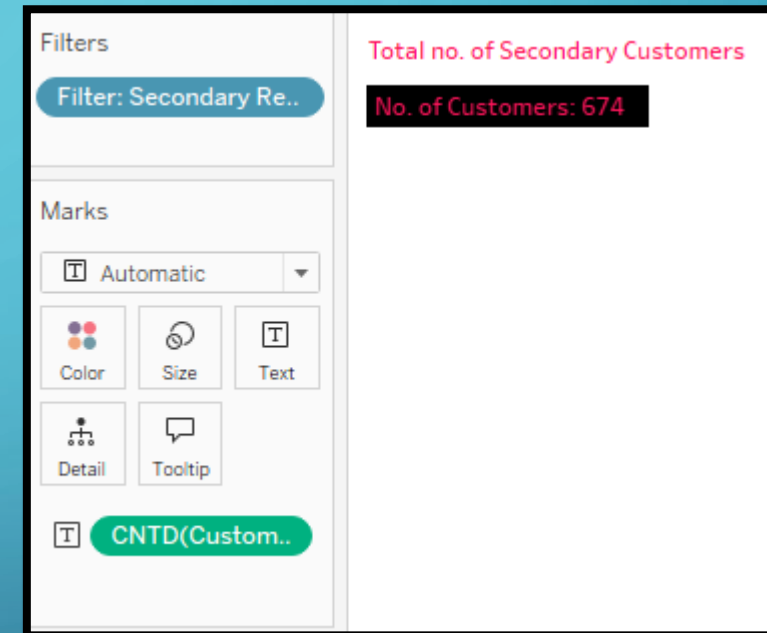 Filters
Filter: Secondary Re..
Marks
Automatic
Color
Size
T
Text
Detail
Tooltip
T
CNTD(Custom..
Total no. of Secondary Customers
No. of Customers: 674